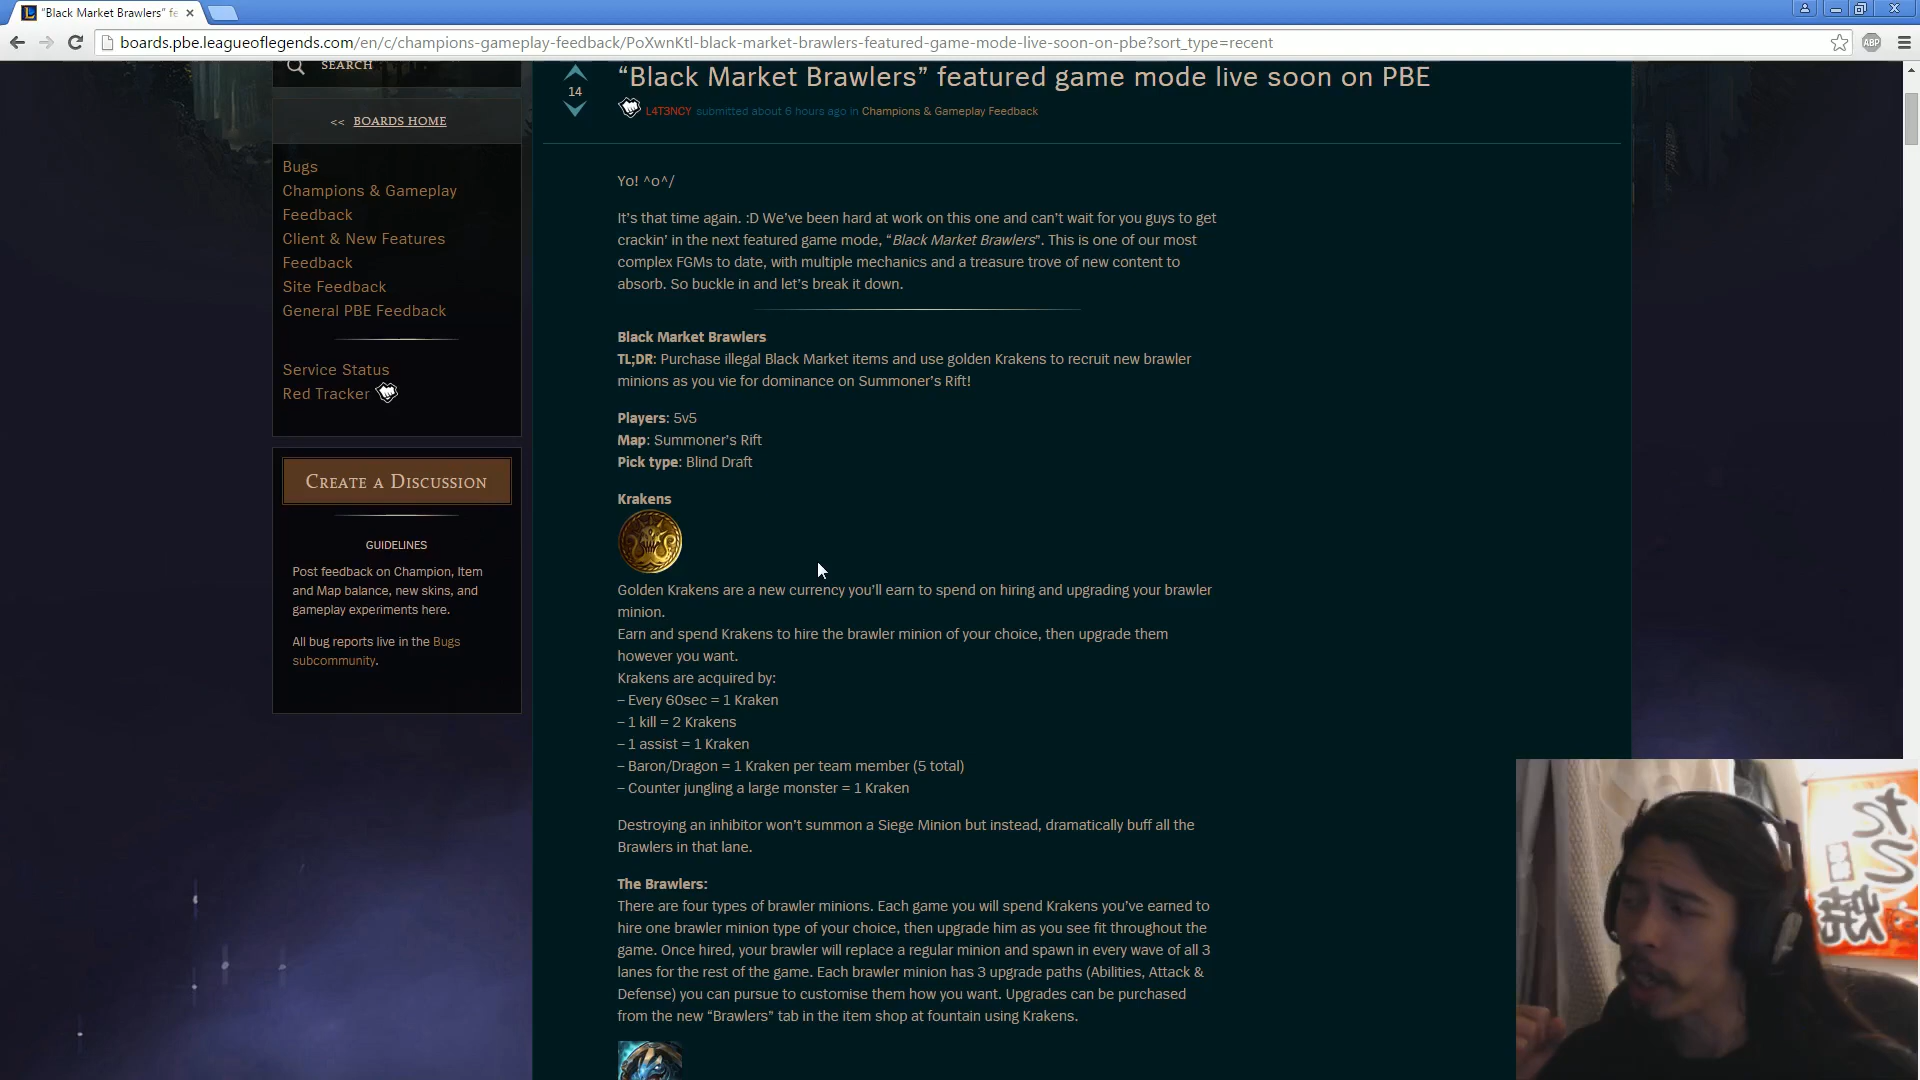 "Black Market Brawlers" fe
boards.pbe.leagueoflegends.com/en/c/champions-gameplay-feedback/PoXwnKtl-black-market-brawlers-featured-game-mode-live-soon-on-pbe?sort_type=recent
ABP
SEARCH
<< BOARDS HOME
Bugs
Champions & Gameplay
Feedback
Client & New Features
Feedback
Site Feedback
General PBE Feedback
Service Status
Red Tracker
CREATE A DISCUSSION
GUIDELINES
Post feedback on Champion, Item
and Map balance, new skins, and
gameplay experiments here.
All bug reports live in the Bugs
subcommunity.
14
“Black Market Brawlers” featured game mode live soon on PBE
L4T3NCY submitted about 6 hours ago in Champions & Gameplay Feedback
Yo! ^o^/
It's that time again. :D We've been hard at work on this one and can't wait for you guys to get
crackin' in the next featured game mode, “Black Market Brawlers”. This is one of our most
complex FGMs to date, with multiple mechanics and a treasure trove of new content to
absorb. So buckle in and let's break it down.
Black Market Brawlers
TL;DR: Purchase illegal Black Market items and use golden Krakens to recruit new brawler
minions as you vie for dominance on Summoner's Rift!
Players: 5v5
Map: Summoner's Rift
Pick type: Blind Draft
Krakens
Golden Krakens are a new currency you'll earn to spend on hiring and upgrading your brawler
minion.
Earn and spend Krakens to hire the brawler minion of your choice, then upgrade them
however you want.
Krakens are acquired by:
– Every 60sec = 1 Kraken
– 1 kill = 2 Krakens
– 1 assist = 1 Kraken
– Baron/Dragon = 1 Kraken per team member (5 total)
– Counter jungling a large monster = 1 Kraken
Destroying an inhibitor won't summon a Siege Minion but instead, dramatically buff all the
Brawlers in that lane.
The Brawlers:
There are four types of brawler minions. Each game you will spend Krakens you've earned to
hire one brawler minion type of your choice, then upgrade him as you see fit throughout the
game. Once hired, your brawler will replace a regular minion and spawn in every wave of all 3
lanes for the rest of the game. Each brawler minion has 3 upgrade paths (Abilities, Attack &
Defense) you can pursue to customise them how you want. Upgrades can be purchased
from the new “Brawlers” tab in the item shop at fountain using Krakens.
たこ焼